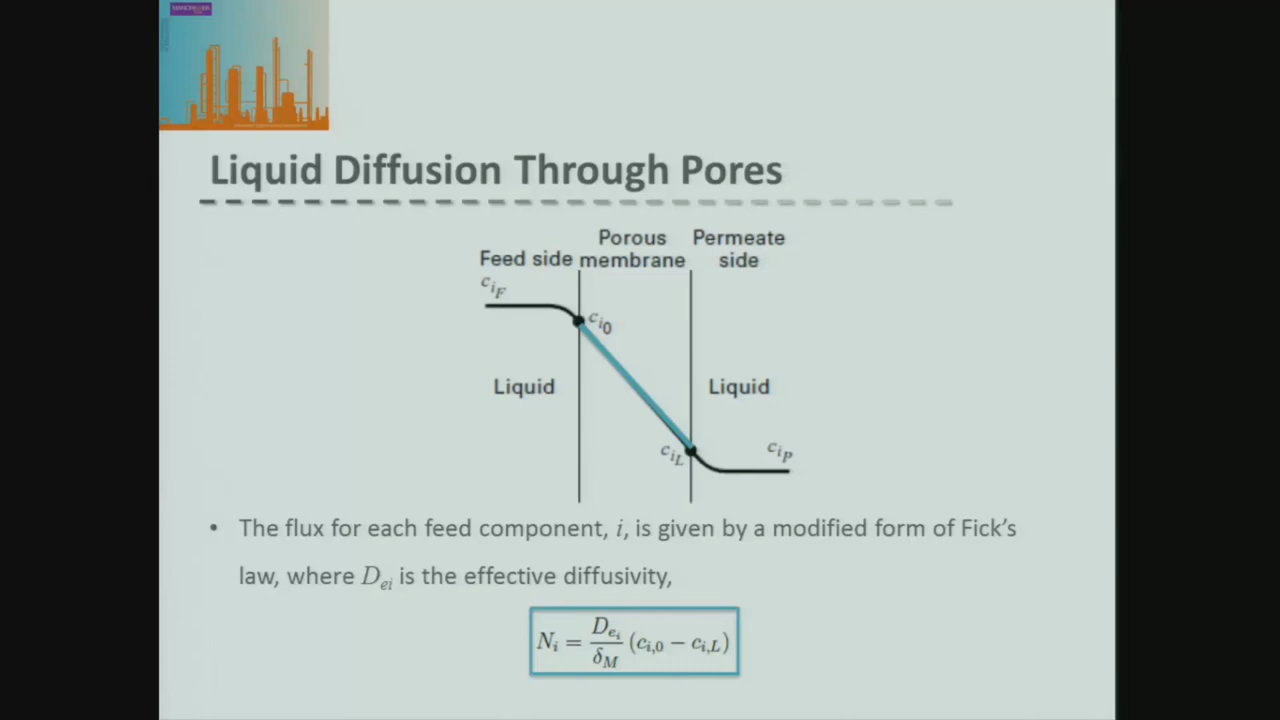 MANCHESTER
Liquid Diffusion Through Pores
Porous Permeate
Feed side membrane side
c_{i_F}
c_{i_0}
Liquid Liquid
c_{i_L} c_{i_P}
• The flux for each feed component, i, is given by a modified form of Fick's
law, where D_{ei} is the effective diffusivity,
N_i = \frac{D_{e_i}}{δ_M} (c_{i,0} − c_{i,L})